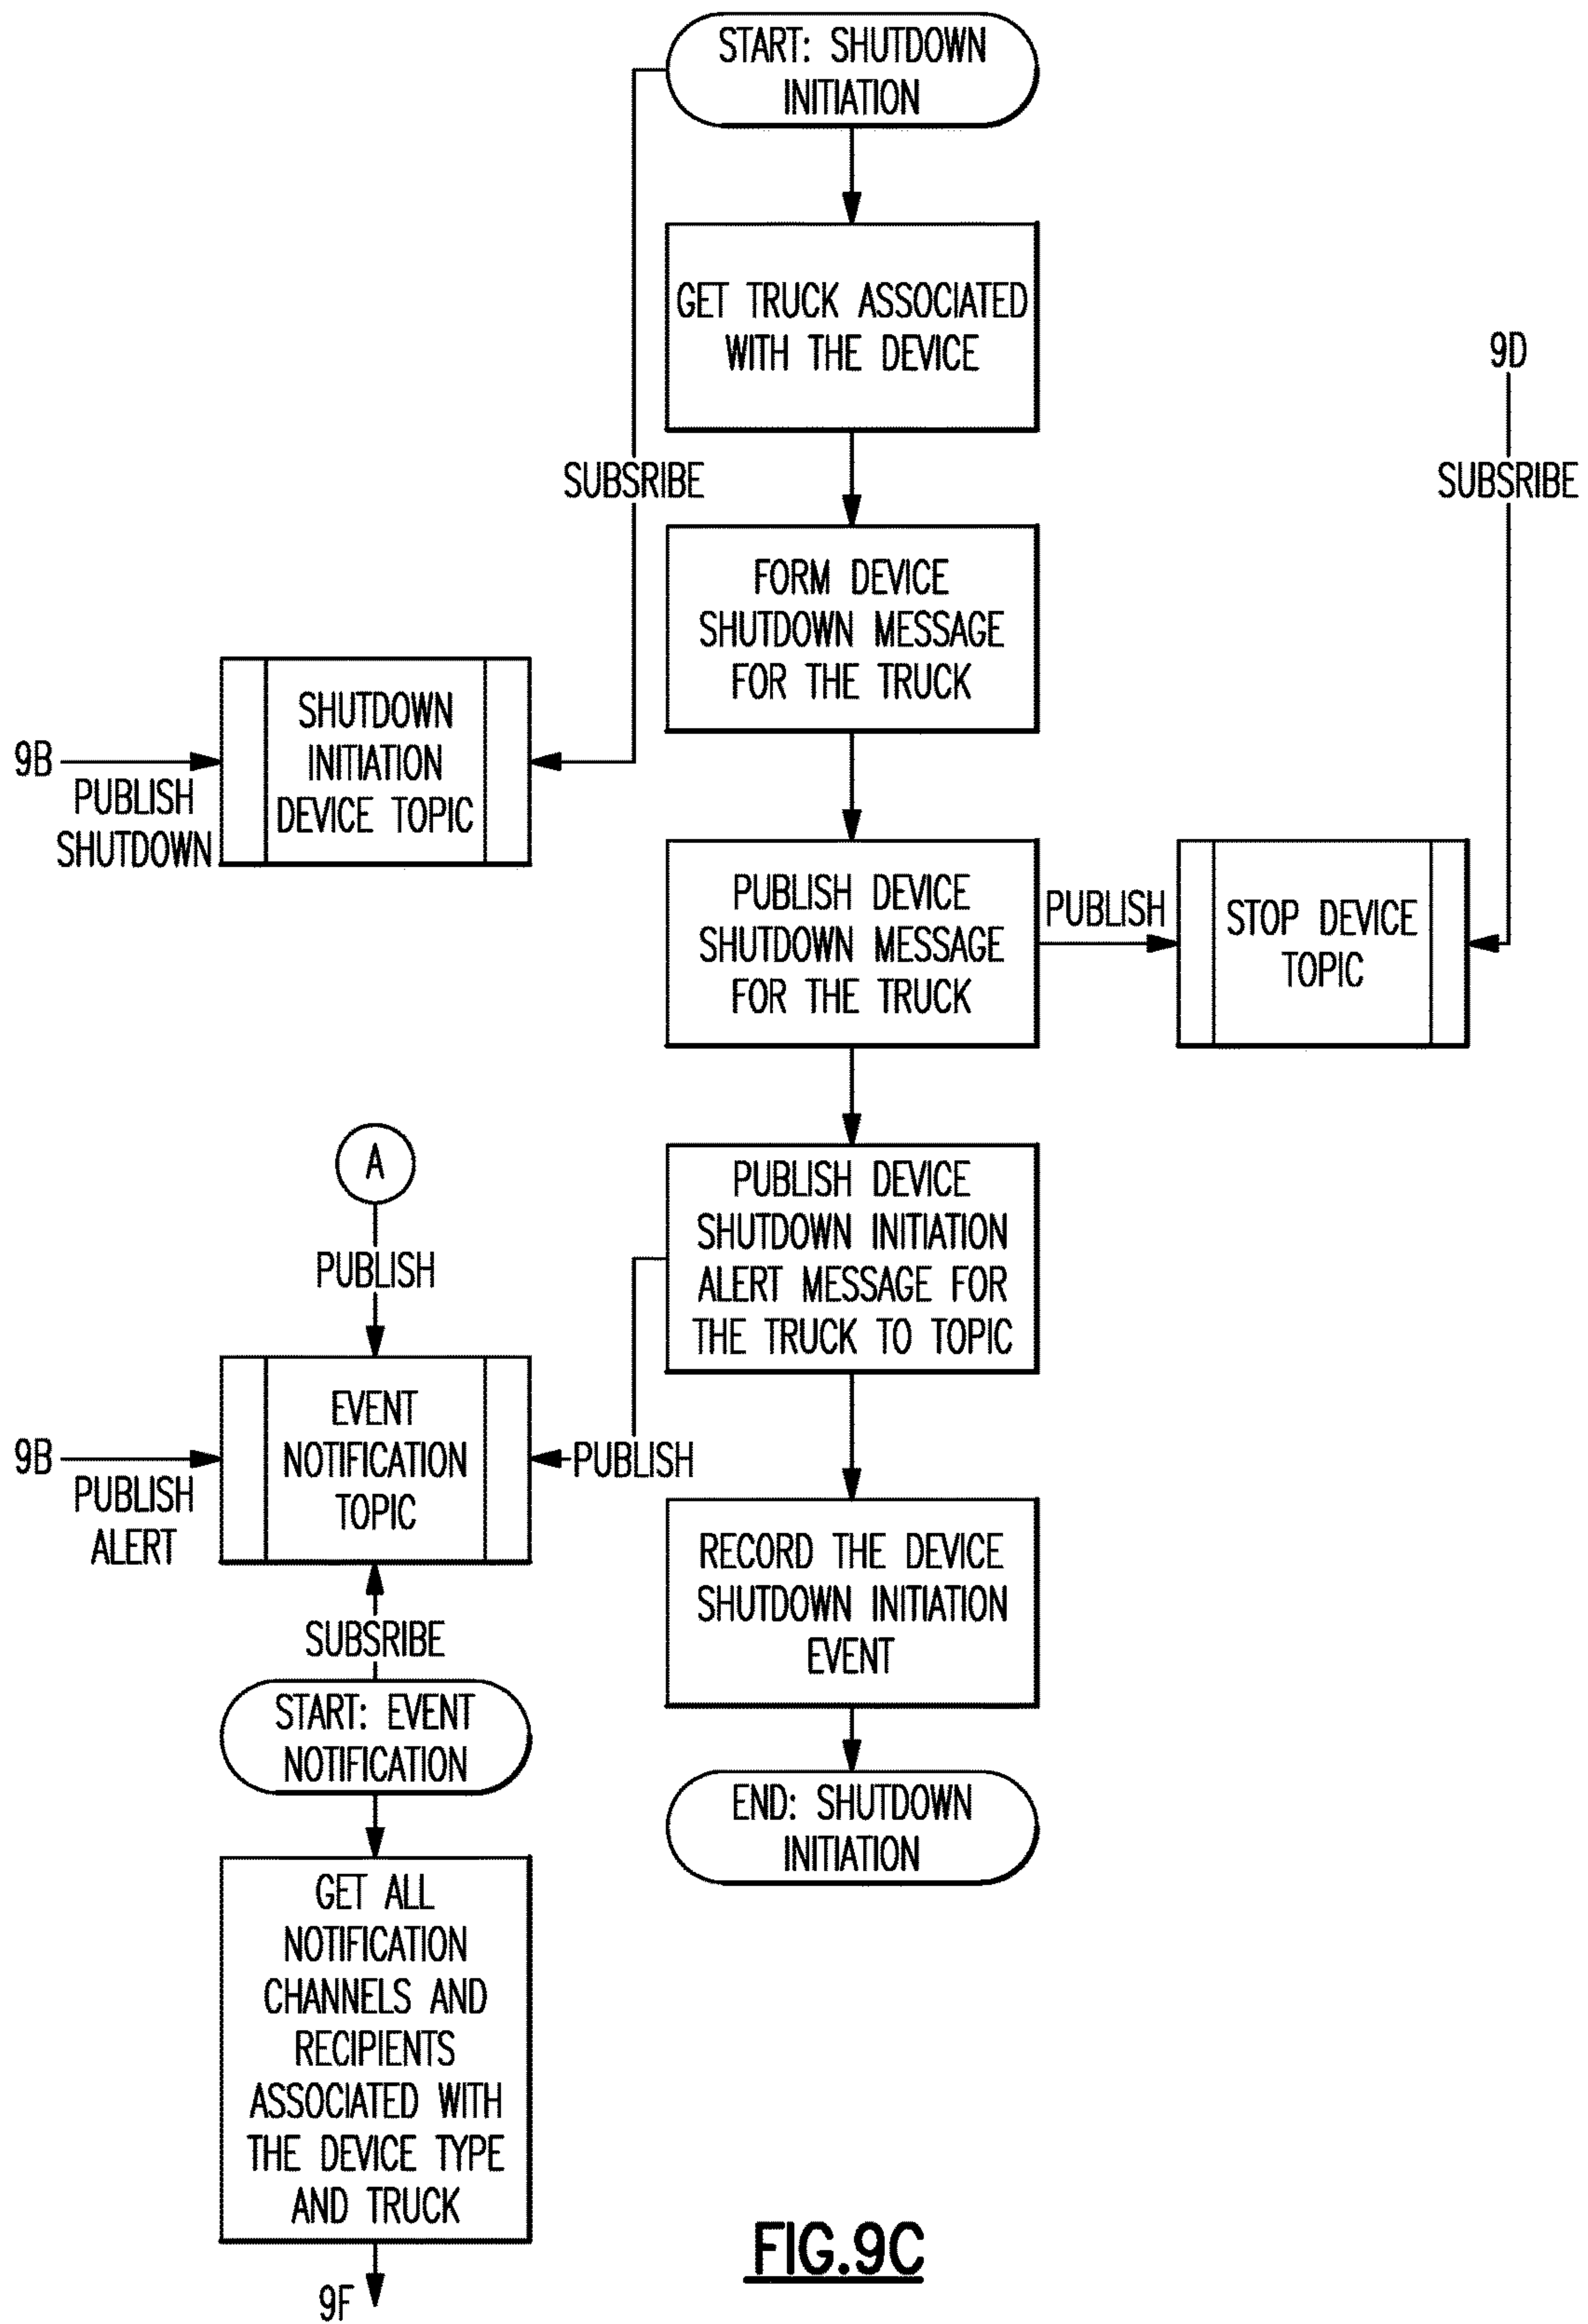 START: SHUTDOWN
INITIATION
GET TRUCK ASSOCIATED
WITH THE DEVICE
9D
SUBSRIBE
SUBSRIBE
FORM DEVICE
SHUTDOWN MESSAGE
FOR THE TRUCK
SHUTDOWN
INITIATION
DEVICE TOPIC
9B
PUBLISH
SHUTDOWN
PUBLISH DEVICE
SHUTDOWN MESSAGE
FOR THE TRUCK
PUBLISH
STOP DEVICE
TOPIC
A
PUBLISH
PUBLISH DEVICE
SHUTDOWN INITIATION
ALERT MESSAGE FOR
THE TRUCK TO TOPIC
EVENT
NOTIFICATION
TOPIC
9B
PUBLISH
ALERT
PUBLISH
RECORD THE DEVICE
SHUTDOWN INITIATION
EVENT
SUBSRIBE
START: EVENT
NOTIFICATION
END: SHUTDOWN
INITIATION
GET ALL
NOTIFICATION
CHANNELS AND
RECIPIENTS
ASSOCIATED WITH
THE DEVICE TYPE
AND TRUCK
9F
FIG.9C